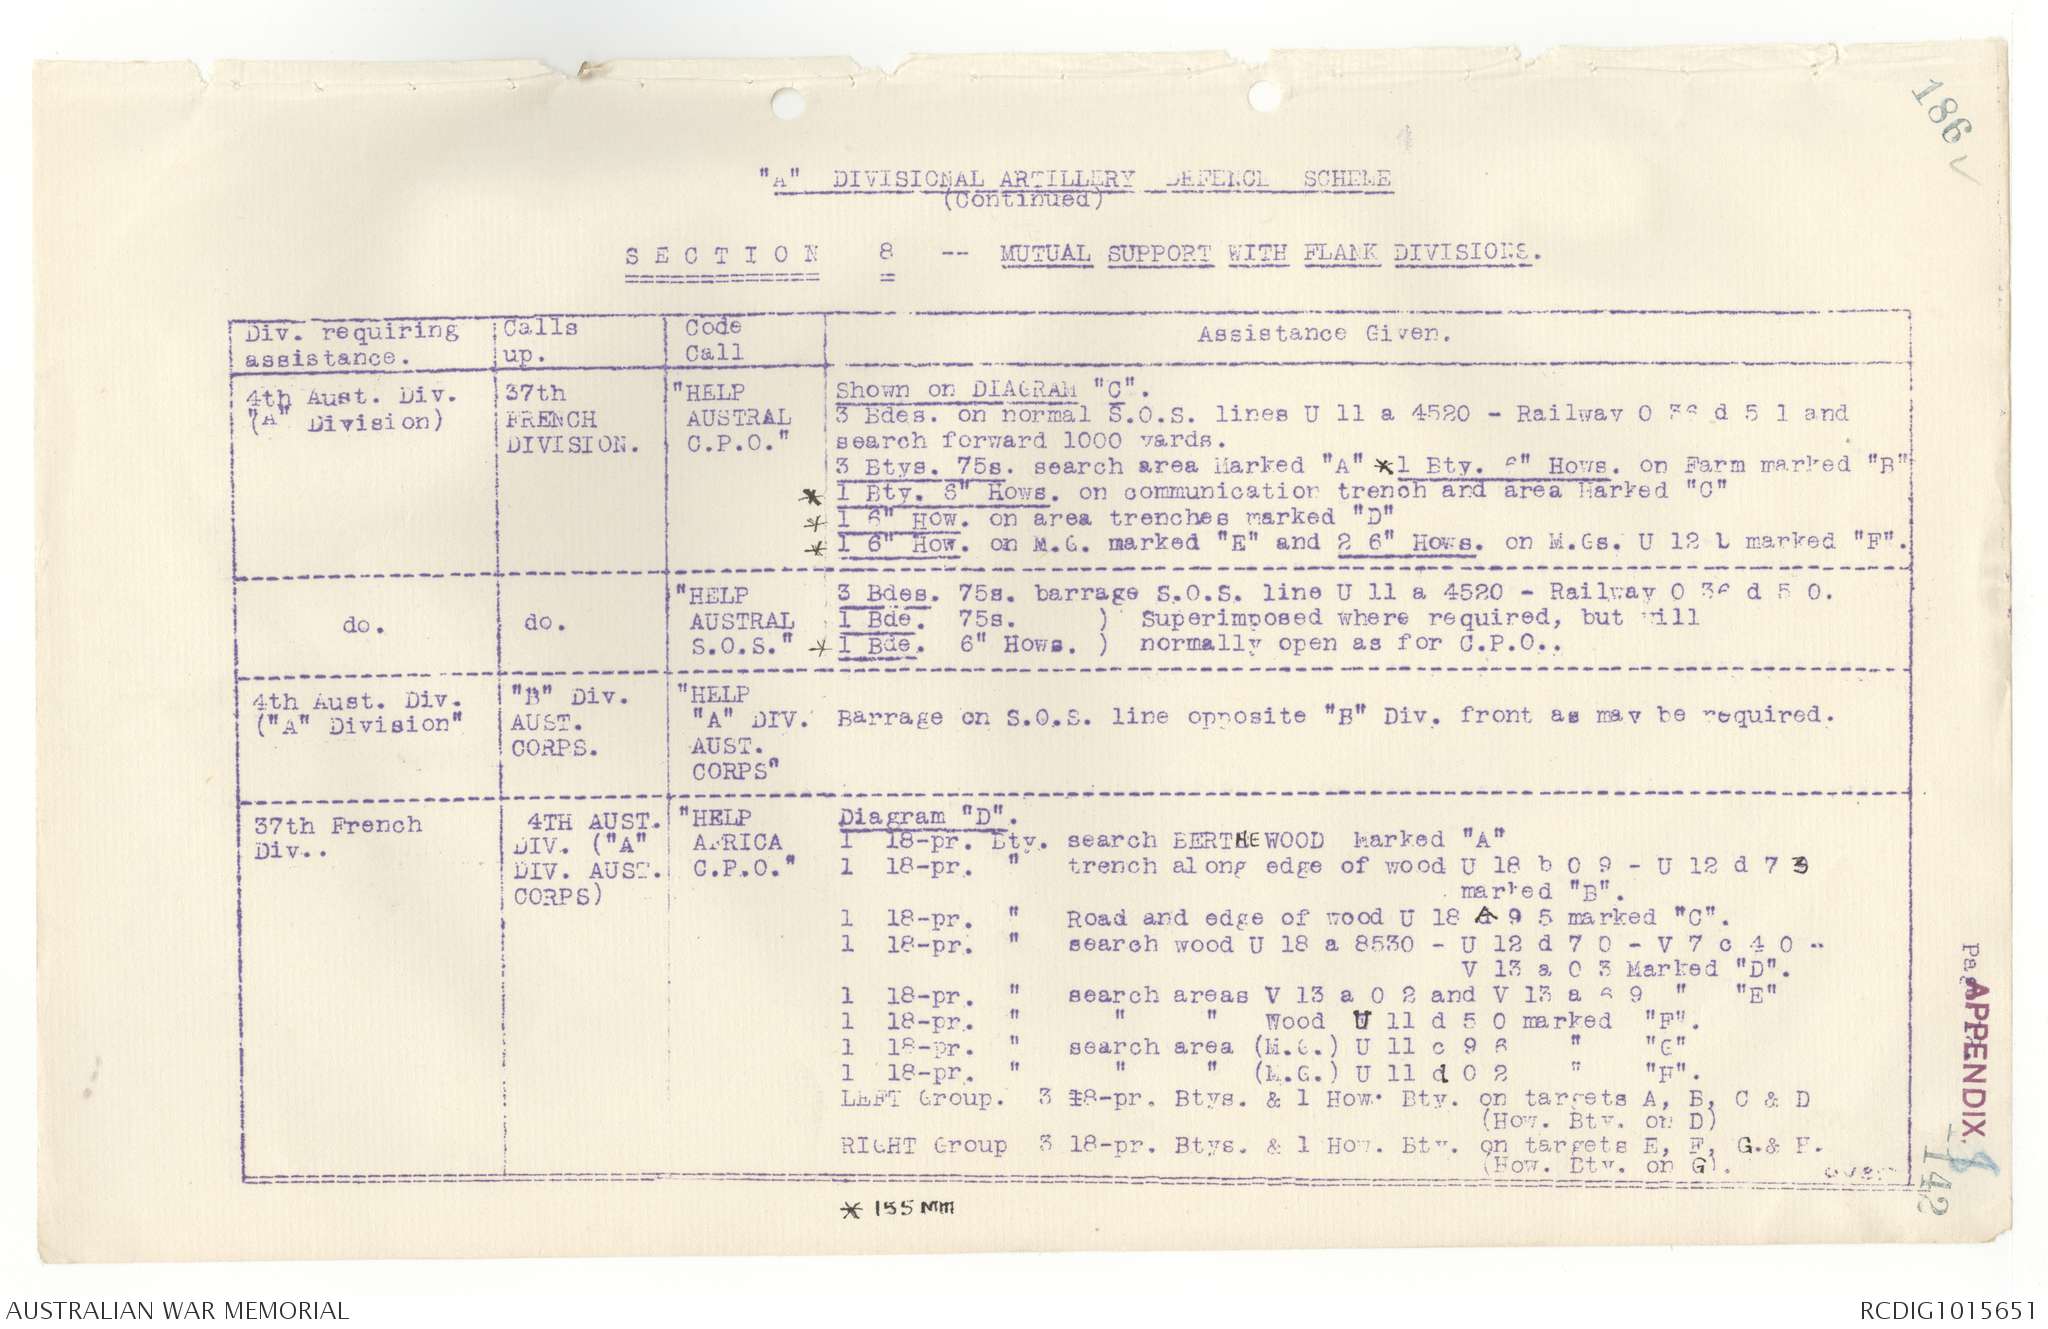 186
"A" DIVISIONAL ARTILLERY DEFENCE SCHEME
(Continued)
SECTION 8 -- MUTUAL SUPPORT WITH FLANK DIVISIONS.
Div. requiring
assistance.
Calls
up.
Code
Call
Assistance Given.
4th Aust. Div.
("A" Division)
37th
FRENCH
DIVISION.
"HELP
AUSTRAL
C.P.O."
Shown on DIAGRAM "C".
3 Bdes. on normal S.O.S. lines U 11 a 4520 - Railway O 36 d 5 1 and
search forward 1000 yards.
3 Btys. 75s. search area Marked "A" *1 Bty. 6" Hows. on Farm marked "B"
* 1 Bty. 6" Hows. on communication trench and area Marked "C"
* 1 6" How. on area trenches marked "D"
* 1 6" How. on M.G. marked "E" and 2 6" Hows. on M.Gs. U 12 b marked "F".
do.
do.
"HELP
AUSTRAL
S.O.S."
3 Bdes. 75s. barrage S.O.S. line U 11 a 4520 - Railway O 36 d 5 0.
1 Bde. 75s. ) Superimposed where required, but will
* 1 Bde. 6" Hows. ) normally open as for C.P.O..
4th Aust. Div.
("A" Division"
"B" Div.
AUST.
CORPS.
"HELP
"A" DIV.
AUST.
CORPS"
Barrage on S.O.S. line opposite "B" Div. front as may be required.
37th French
Div..
4TH AUST.
DIV. ("A"
DIV. AUST.
CORPS)
"HELP
AFRICA
C.P.O."
Diagram "D".
1 18-pr. Bty. search BERTHE WOOD Marked "A"
1 18-pr. " trench along edge of wood U 18 b 0 9 - U 12 d 7 3
marked "B".
1 18-pr. " Road and edge of wood U 18 A 9 5 marked "C".
1 18-pr. " search wood U 18 a 8530 - U 12 d 7 0 - V 7 c 4 0 -
V 13 a 0 3 Marked "D".
1 18-pr. " search areas V 13 a 0 2 and V 13 a 6 9 " "E"
1 18-pr. " " " Wood U 11 d 5 0 marked "F".
1 18-pr. " search area (M.G.) U 11 c 9 6 " "G"
1 18-pr. " " " (M.G.) U 11 d 0 2 " "H".
LEFT Group. 3 18-pr. Btys. & 1 How. Bty. on targets A, B, C & D
(How. Bty. on D)
RIGHT Group 3 18-pr. Btys. & 1 How. Bty. on targets E, F, G & H.
(How. Bty. on G).
over
* 155 MM
Page
APPENDIX.
142
AUSTRALIAN WAR MEMORIAL
RCDIG1015651